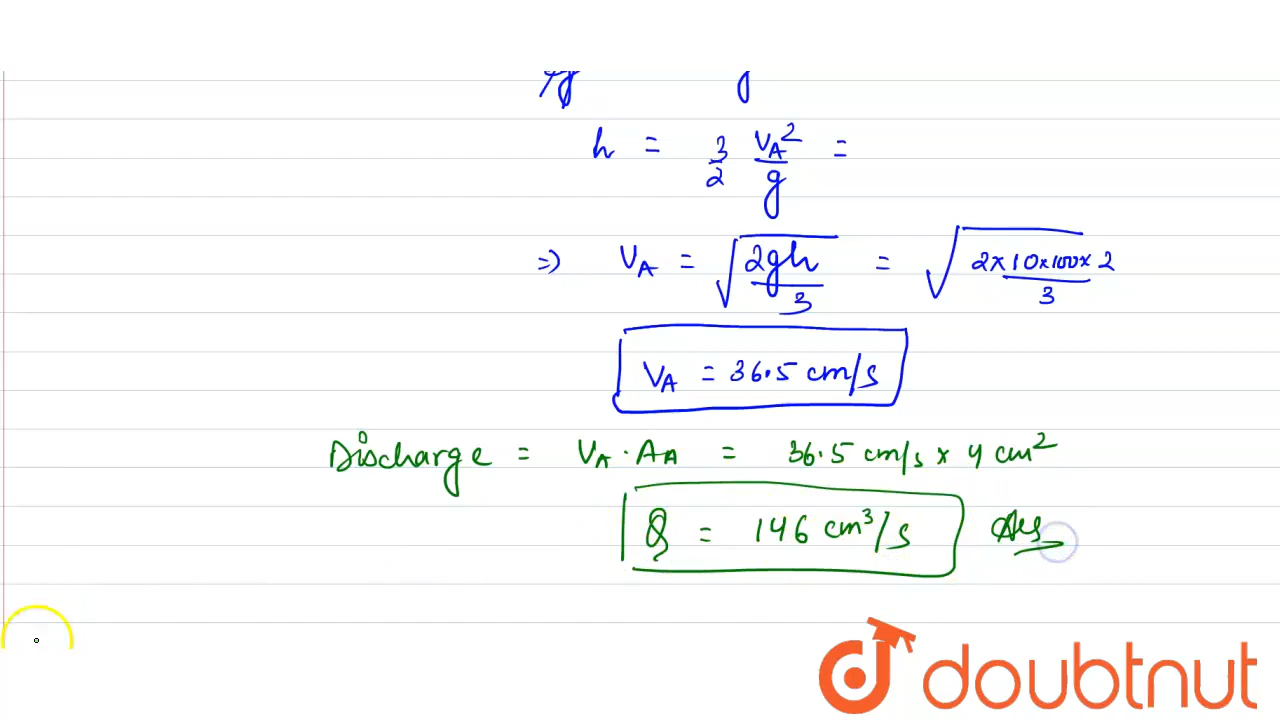 h = 3/2 VA²/g =
⇒ VA = √(2gh/3) = √(2×10×100×2/3)
VA = 36.5 cm/s
Discharge = VA · AA = 36.5 cm/s × 4 cm²
Q = 146 cm³/s Ans
doubtnut